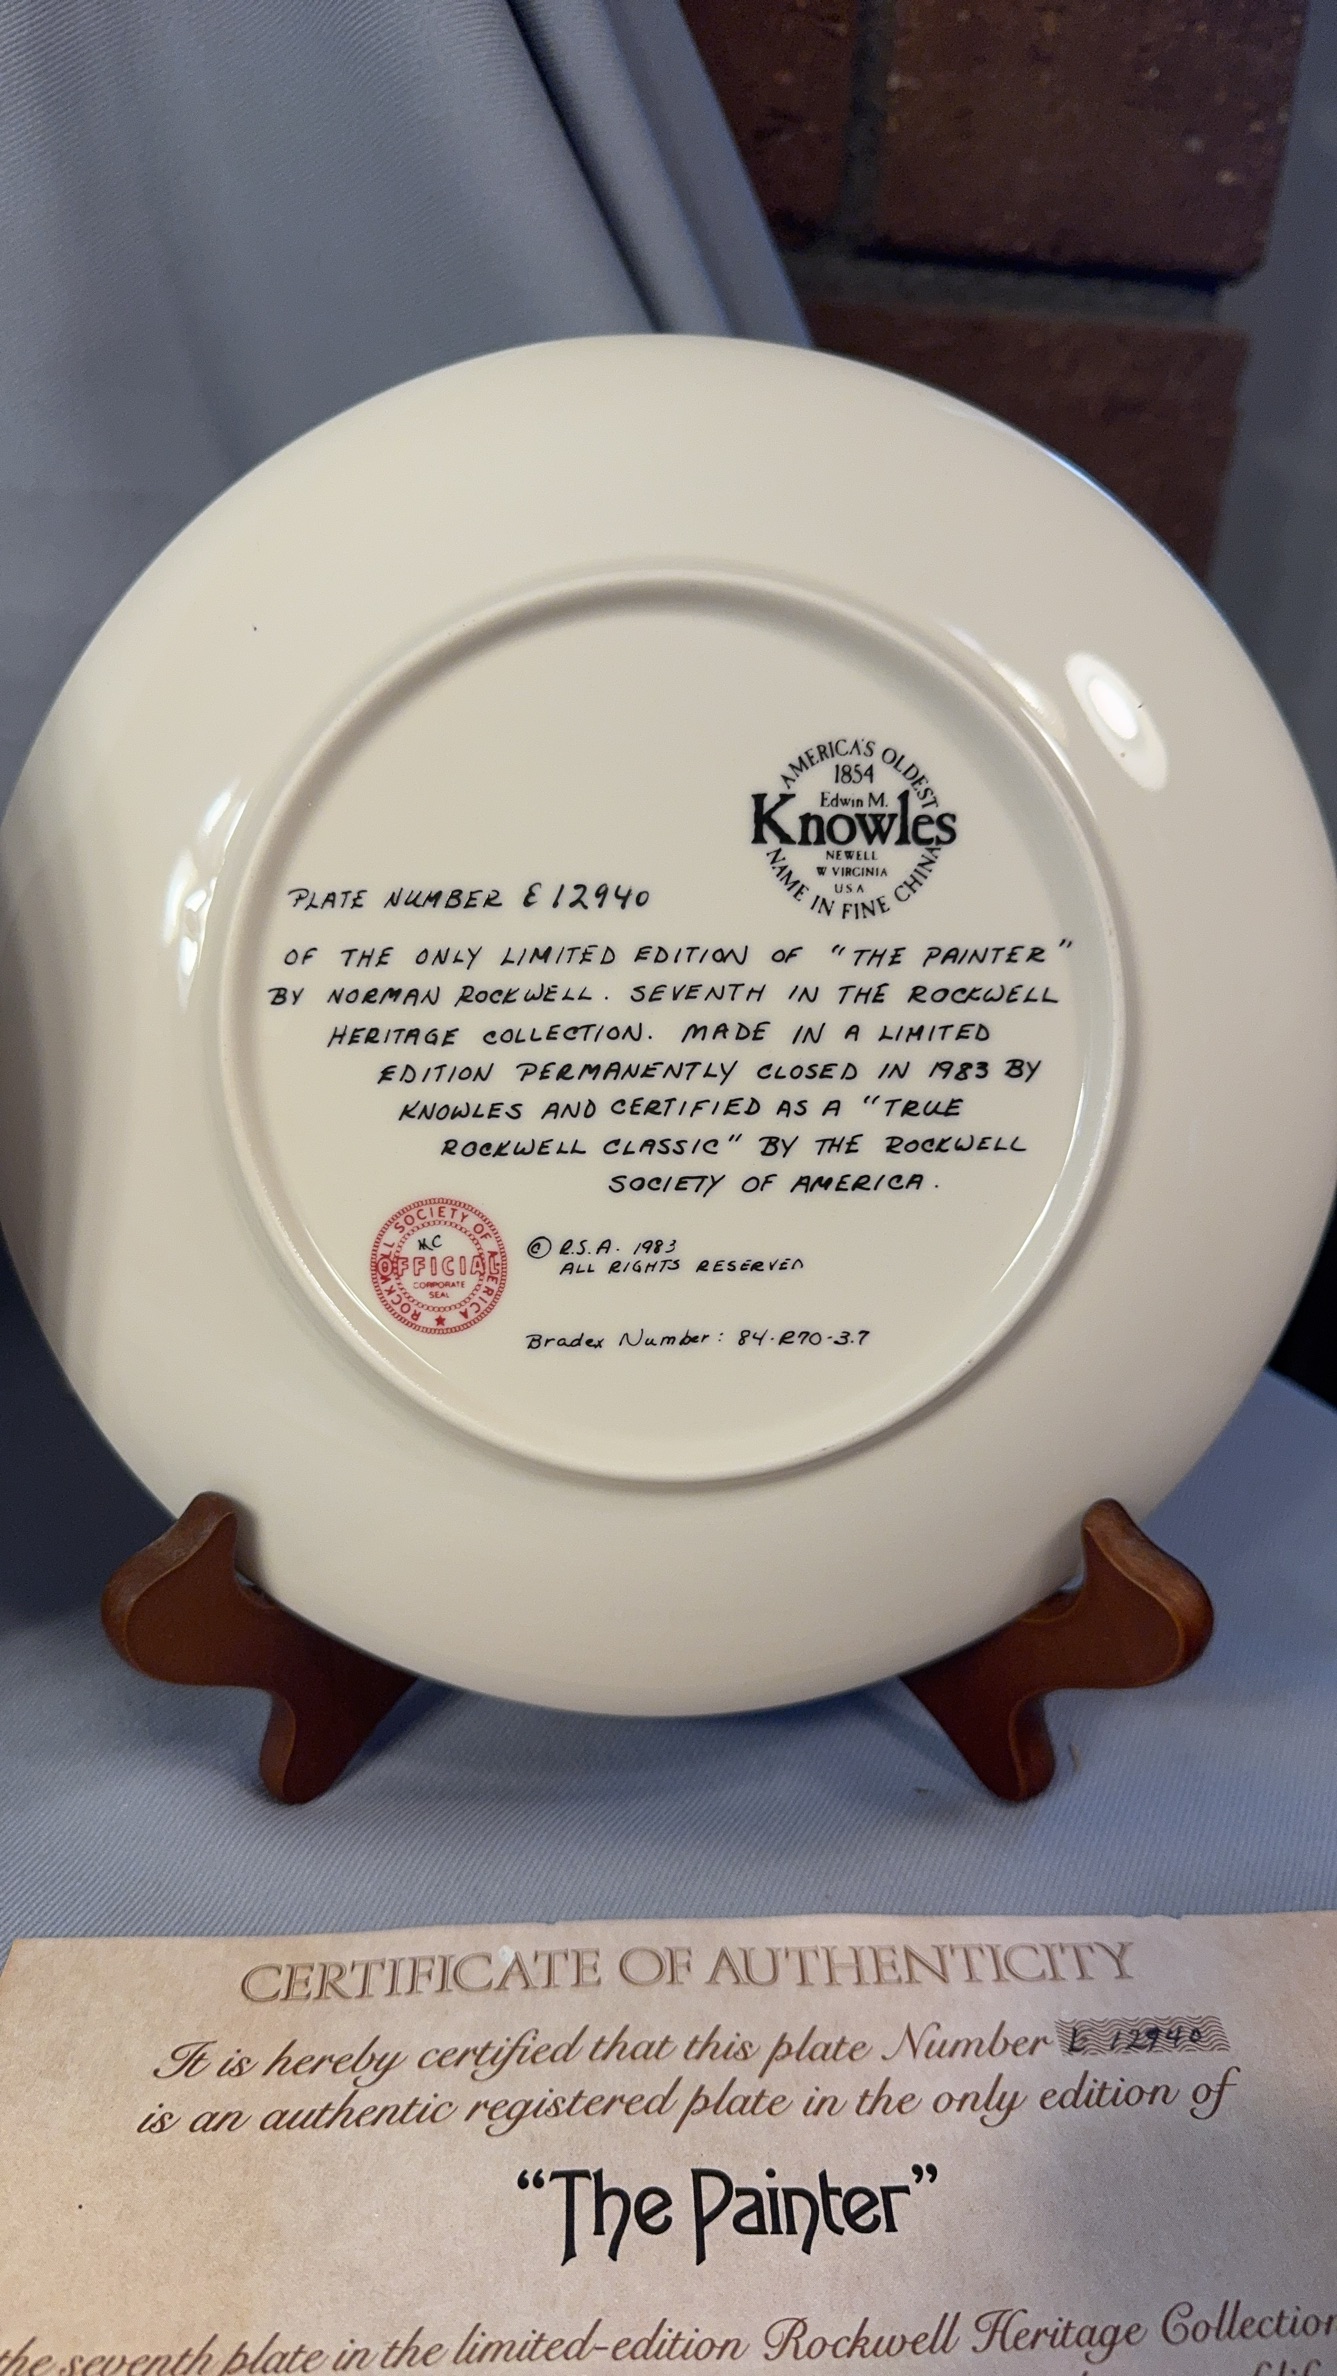 AMERICA'S OLDEST
1854
Edwin M.
Knowles
NEWELL
W VIRGINIA
USA
NAME IN FINE CHINA
PLATE NUMBER E12940
OF THE ONLY LIMITED EDITION OF "THE PAINTER"
BY NORMAN ROCKWELL. SEVENTH IN THE ROCKWELL
HERITAGE COLLECTION. MADE IN A LIMITED
EDITION PERMANENTLY CLOSED IN 1983 BY
KNOWLES AND CERTIFIED AS A "TRUE
ROCKWELL CLASSIC" BY THE ROCKWELL
SOCIETY OF AMERICA.
ROCKWELL SOCIETY OF AMERICA
OFFICIAL
CORPORATE
SEAL
© R.S.A. 1983
ALL RIGHTS RESERVED
Bradex Number: 84-R70-3.7
CERTIFICATE OF AUTHENTICITY
It is hereby certified that this plate Number E 12940
is an authentic registered plate in the only edition of
"The Painter"
the seventh plate in the limited-edition Rockwell Heritage Collection